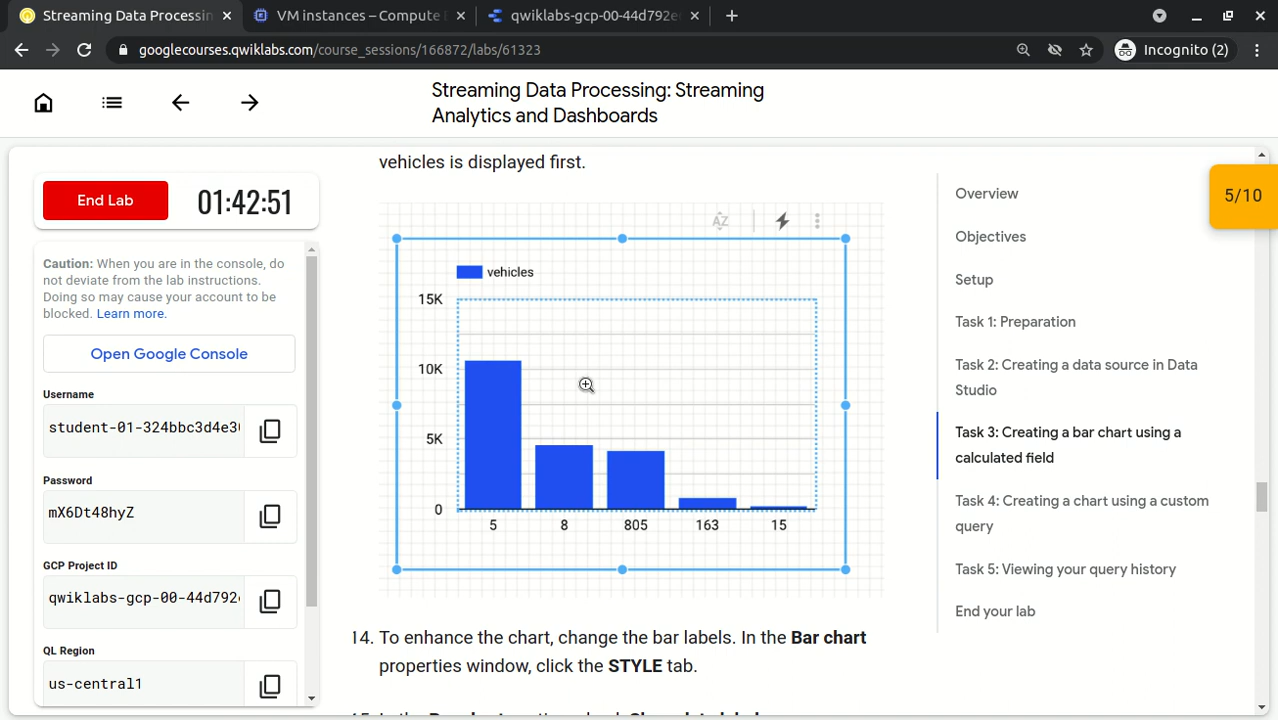 Streaming Data Processin
VM instances – Compute
qwiklabs-gcp-00-44d792e
googlecourses.qwiklabs.com/course_sessions/166872/labs/61323
Incognito (2)
Streaming Data Processing: Streaming
Analytics and Dashboards
End Lab
01:42:51
Caution: When you are in the console, do
not deviate from the lab instructions.
Doing so may cause your account to be
blocked. Learn more.
Open Google Console
Username
student-01-324bbc3d4e3
Password
mX6Dt48hyZ
GCP Project ID
qwiklabs-gcp-00-44d792
QL Region
us-central1
vehicles is displayed first.
AZ
vehicles
15K
10K
5K
0
5 8 805 163 15
14. To enhance the chart, change the bar labels. In the Bar chart
properties window, click the STYLE tab.
Overview
Objectives
Setup
Task 1: Preparation
Task 2: Creating a data source in Data
Studio
Task 3: Creating a bar chart using a
calculated field
Task 4: Creating a chart using a custom
query
Task 5: Viewing your query history
End your lab
5/10